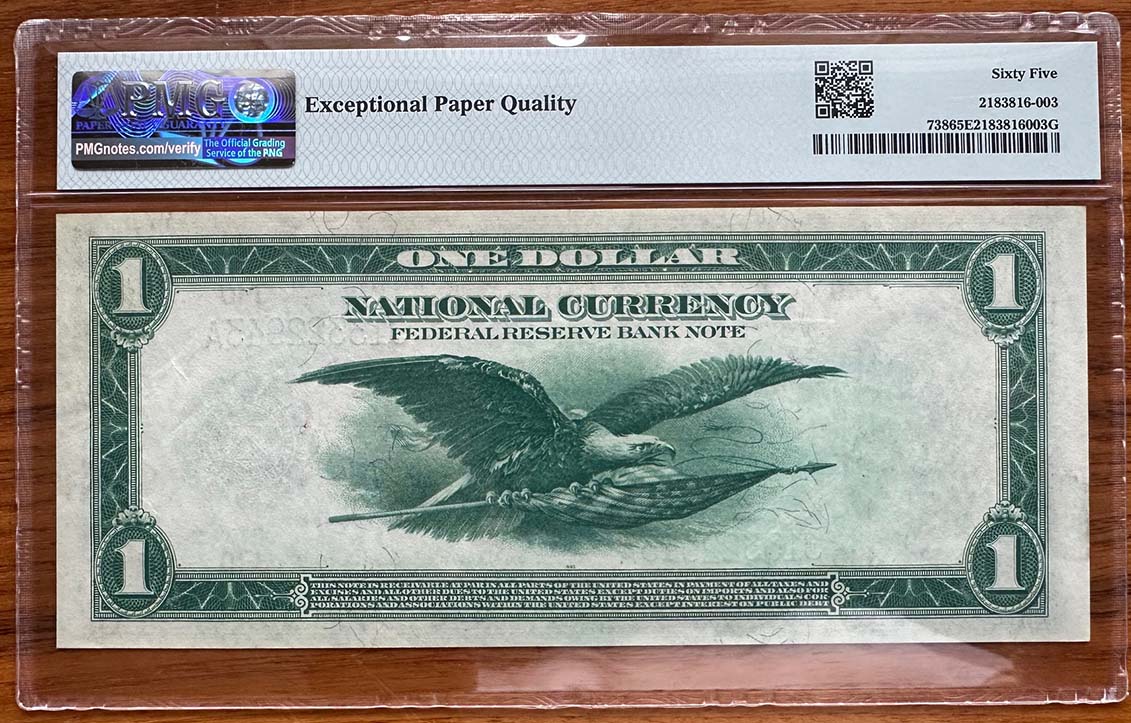 PMG
PAPER MONEY GUARANTY
PMGnotes.com/verify
The Official Grading
Service of the PNG
Exceptional Paper Quality
Sixty Five
2183816-003
73865E2183816003G
ONE DOLLAR
1
1
NATIONAL CURRENCY
FEDERAL RESERVE BANK NOTE
1
1
THIS NOTE IS RECEIVABLE AT PAR IN ALL PARTS OF THE UNITED STATES IN PAYMENT OF ALL TAXES AND
EXCISES AND ALL OTHER DUES TO THE UNITED STATES EXCEPT DUTIES ON IMPORTS AND ALSO FOR
ALL SALARIES AND OTHER DEBTS AND DEMANDS OWING BY THE UNITED STATES TO INDIVIDUALS COR
PORATIONS AND ASSOCIATIONS WITHIN THE UNITED STATES EXCEPT INTEREST ON PUBLIC DEBT